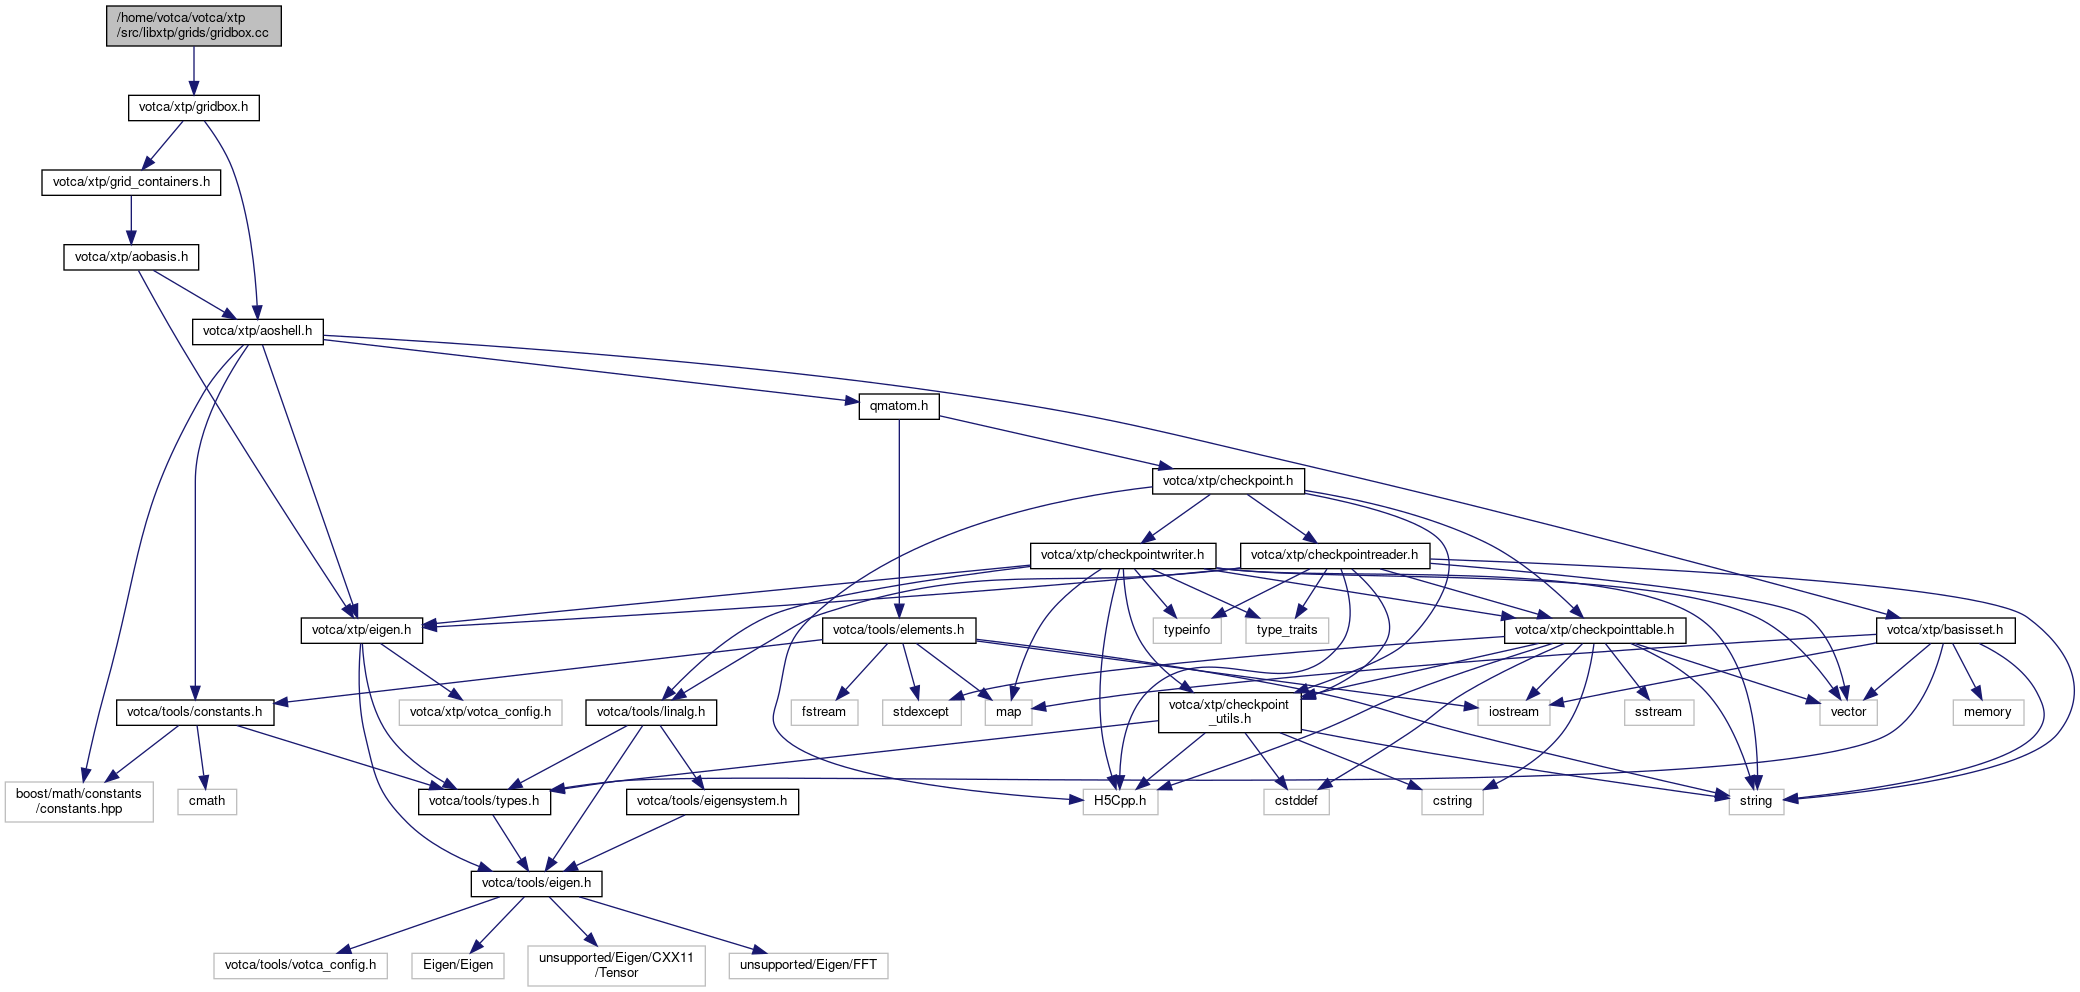 /home/votca/votca/xtp
/src/libxtp/grids/gridbox.cc
votca/xtp/gridbox.h
votca/xtp/grid_containers.h
votca/xtp/aobasis.h
votca/xtp/aoshell.h
qmatom.h
votca/xtp/checkpoint.h
votca/xtp/checkpointwriter.h
votca/xtp/checkpointreader.h
votca/xtp/eigen.h
votca/tools/elements.h
typeinfo
type_traits
votca/xtp/checkpointtable.h
votca/xtp/basisset.h
votca/tools/constants.h
votca/xtp/votca_config.h
votca/tools/linalg.h
fstream
stdexcept
map
votca/xtp/checkpoint
_utils.h
iostream
sstream
vector
memory
boost/math/constants
/constants.hpp
cmath
votca/tools/types.h
votca/tools/eigensystem.h
H5Cpp.h
cstddef
cstring
string
votca/tools/eigen.h
votca/tools/votca_config.h
Eigen/Eigen
unsupported/Eigen/CXX11
/Tensor
unsupported/Eigen/FFT